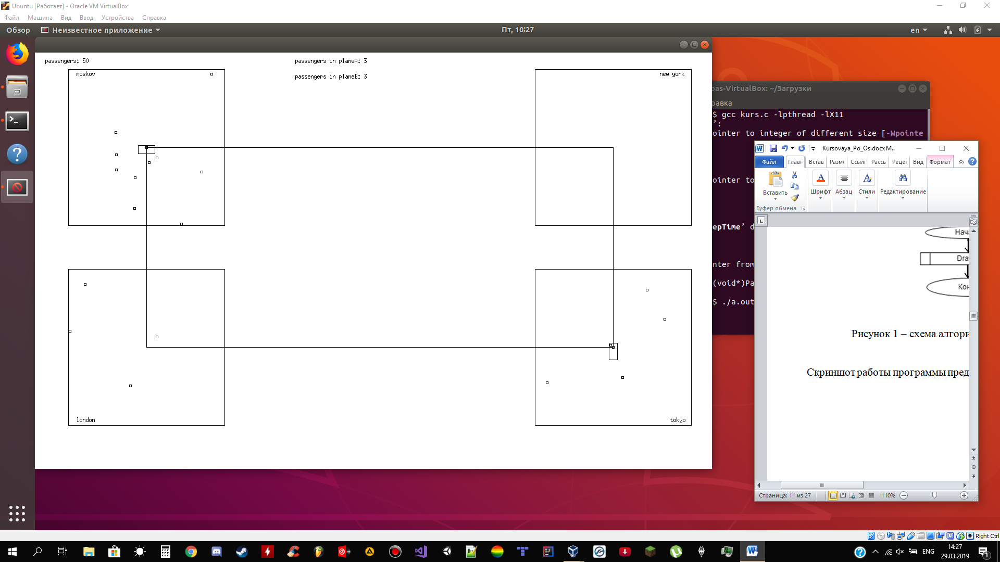 Ubuntu [Работает] - Oracle VM VirtualBox
Файл Машина Вид Ввод Устройства Справка
Обзор Неизвестное приложение Пт, 10:27 en
passengers: 50 passengers in planeA: 3
moskov new york
passengers in planeB: 3
london tokyo
pas-VirtualBox: ~/Загрузки
равка
$ gcc kurs.c -lpthread -lX11
’:
ointer to integer of different size [-Wpointe
ointer to
epTime’ d
nter from
(void*)Pa
$ ./a.out
Kursovaya_Po_Os.docx M..
Файл Главн Встав Разме Ссыл Рассы Рецен Вид Формат
Вставить Шрифт Абзац Стили Редактирование
Буфер обмена
Нача
Dra
Кон
Рисунок 1 – схема алгори
Скриншот работы программы пред
Страница: 11 из 27 110%
Right Ctrl
ENG 14:27
29.03.2019
1